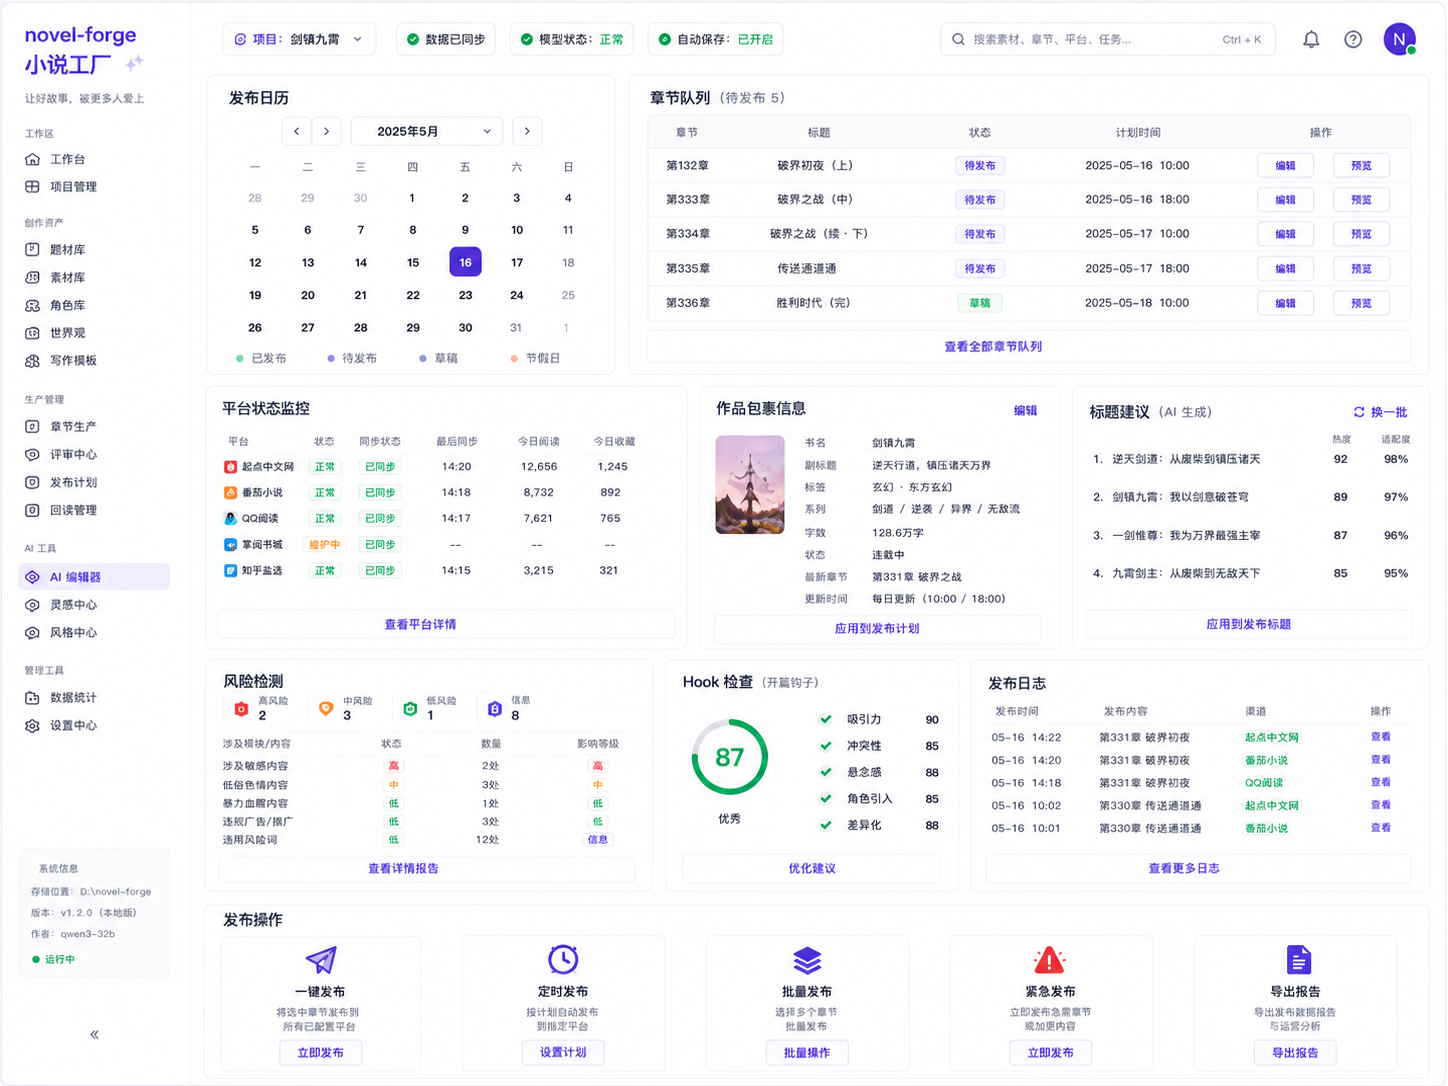 novel-forge
小说工厂
让好故事，被更多人爱上
工作区
工作台
项目管理
创作资产
题材库
素材库
角色库
世界观
写作模板
生产管理
章节生产
评审中心
发布计划
回读管理
AI 工具
AI 编辑器
灵感中心
风格中心
管理工具
数据统计
设置中心
系统信息
存储位置：D:\novel-forge
版本：v1.2.0（本地版）
作者：qwen3-32b
运行中
«
项目：剑镇九霄
数据已同步
模型状态：正常
自动保存：已开启
搜索素材、章节、平台、任务...
Ctrl + K
N
发布日历
2025年5月
一 二 三 四 五 六 日
28 29 30 1 2 3 4
5 6 7 8 9 10 11
12 13 14 15 16 17 18
19 20 21 22 23 24 25
26 27 28 29 30 31 1
已发布 待发布 草稿 节假日
章节队列（待发布 5）
章节 标题 状态 计划时间 操作
第132章 破界初夜（上） 待发布 2025-05-16 10:00 编辑 预览
第333章 破界之战（中） 待发布 2025-05-16 18:00 编辑 预览
第334章 破界之战（续·下） 待发布 2025-05-17 10:00 编辑 预览
第335章 传送通道通 待发布 2025-05-17 18:00 编辑 预览
第336章 胜利时代（完） 草稿 2025-05-18 10:00 编辑 预览
查看全部章节队列
平台状态监控
平台 状态 同步状态 最后同步 今日阅读 今日收藏
起点中文网 正常 已同步 14:20 12,656 1,245
番茄小说 正常 已同步 14:18 8,732 892
QQ阅读 正常 已同步 14:17 7,621 765
掌阅书城 维护中 已同步 -- -- --
知乎盐选 正常 已同步 14:15 3,215 321
查看平台详情
作品包裹信息
编辑
书名 剑镇九霄
副标题 逆天行道，镇压诸天万界
标签 玄幻 · 东方玄幻
系列 剑道 / 逆袭 / 异界 / 无敌流
字数 128.6万字
状态 连载中
最新章节 第331章 破界之战
更新时间 每日更新（10:00 / 18:00）
应用到发布计划
标题建议（AI 生成）
换一批
热度 适配度
1. 逆天剑道：从废柴到镇压诸天 92 98%
2. 剑镇九霄：我以剑意破苍穹 89 97%
3. 一剑惟尊：我为万界最强主宰 87 96%
4. 九霄剑主：从废柴到无敌天下 85 95%
应用到发布标题
风险检测
高风险 2
中风险 3
低风险 1
信息 8
涉及模块/内容 状态 数量 影响等级
涉及敏感内容 高 2处 高
低俗色情内容 中 3处 中
暴力血腥内容 低 1处 低
违规广告/推广 低 3处 低
违用风险词 低 12处 信息
查看详情报告
Hook 检查（开篇钩子）
87
优秀
吸引力 90
冲突性 85
悬念感 88
角色引入 85
差异化 88
优化建议
发布日志
发布时间 发布内容 渠道 操作
05-16 14:22 第331章 破界初夜 起点中文网 查看
05-16 14:20 第331章 破界初夜 番茄小说 查看
05-16 14:18 第331章 破界初夜 QQ阅读 查看
05-16 10:02 第330章 传送通道通 起点中文网 查看
05-16 10:01 第330章 传送通道通 番茄小说 查看
查看更多日志
发布操作
一键发布
将选中章节发布到
所有已配置平台
立即发布
定时发布
按计划自动发布
到指定平台
设置计划
批量发布
选择多个章节
批量发布
批量操作
紧急发布
立即发布急需章节
或加更内容
立即发布
导出报告
导出发布数据报告
与运营分析
导出报告